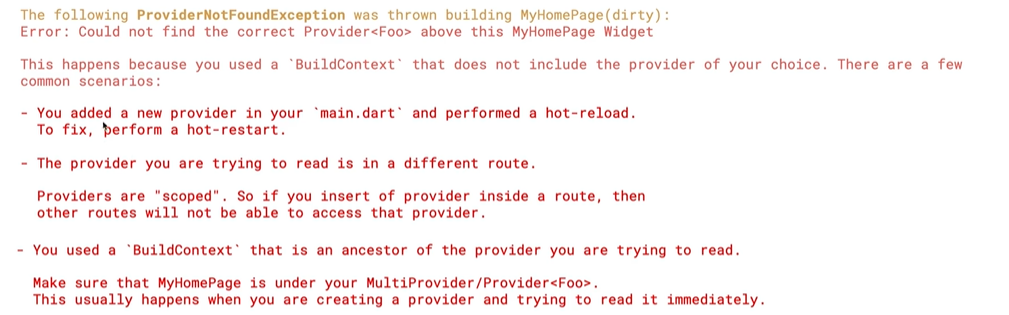 The following ProviderNotFoundException was thrown building MyHomePage(dirty):
Error: Could not find the correct Provider<Foo> above this MyHomePage Widget
This happens because you used a `BuildContext` that does not include the provider of your choice. There are a few
common scenarios:
- You added a new provider in your `main.dart` and performed a hot-reload.
To fix, perform a hot-restart.
- The provider you are trying to read is in a different route.
Providers are "scoped". So if you insert of provider inside a route, then
other routes will not be able to access that provider.
- You used a `BuildContext` that is an ancestor of the provider you are trying to read.
Make sure that MyHomePage is under your MultiProvider/Provider<Foo>.
This usually happens when you are creating a provider and trying to read it immediately.